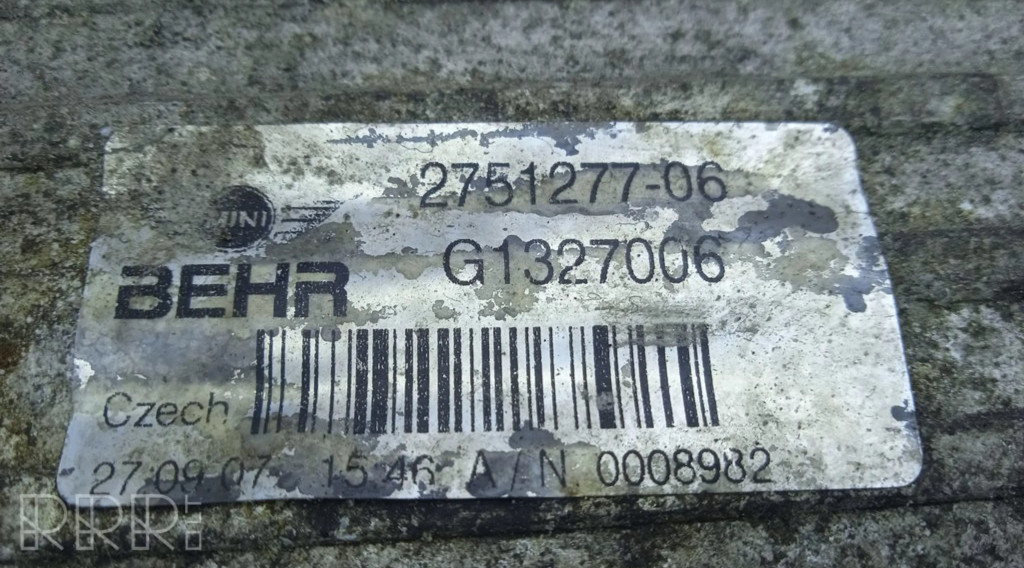 2751277-06
MINI
BEHR
G1327006
Czech
27.09.07 15.46 A/N 0008982
RRR